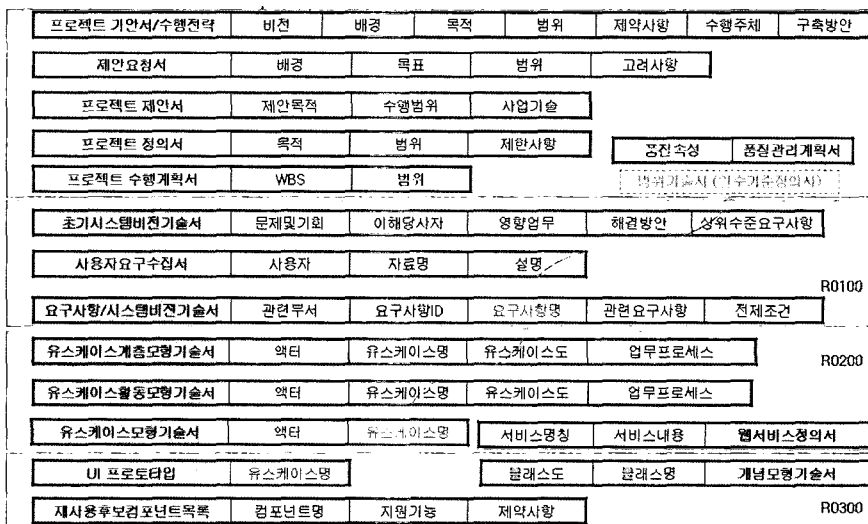 프로젝트 기안서/수행전략 비전 배경 목적 범위 제약사항 수행주체 구축방안
제안요청서 배경 목표 범위 고려사항
프로젝트 제안서 제안목적 수행범위 사업기술
프로젝트 정의서 목적 범위 제한사항
품질속성 품질관리계획서
프로젝트 수행계획서 WBS 범위
범위기술서 (인수기준정의서)
초기시스템비전기술서 문제및기회 이해당사자 영향업무 해결방안 상위수준요구사항
사용자요구수집서 사용자 자료명 설명
R0100
요구사항/시스템비전기술서 관련부서 요구사항ID 요구사항명 관련요구사항 전제조건
유스케이스계층모형기술서 액터 유스케이스명 유스케이스도 업무프로세스
R0200
유스케이스활동모형기술서 액터 유스케이스명 유스케이스도 업무프로세스
유스케이스모형기술서 액터 유스케이스명 서비스명칭 서비스내용 웹서비스정의서
UI 프로토타입 유스케이스명 클래스도 클래스명 개념모형기술서
재사용후보컴포넌트목록 컴포넌트명 지원기능 제약사항
R0300